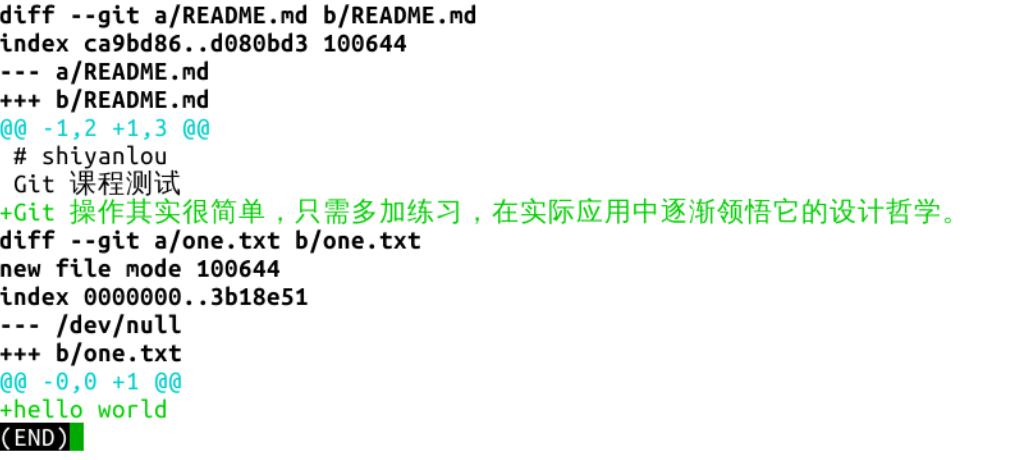 diff --git a/README.md b/README.md
index ca9bd86..d080bd3 100644
--- a/README.md
+++ b/README.md
@@ -1,2 +1,3 @@
 # shiyanlou
 Git 课程测试
+Git 操作其实很简单，只需多加练习，在实际应用中逐渐领悟它的设计哲学。
diff --git a/one.txt b/one.txt
new file mode 100644
index 0000000..3b18e51
--- /dev/null
+++ b/one.txt
@@ -0,0 +1 @@
+hello world
(END)